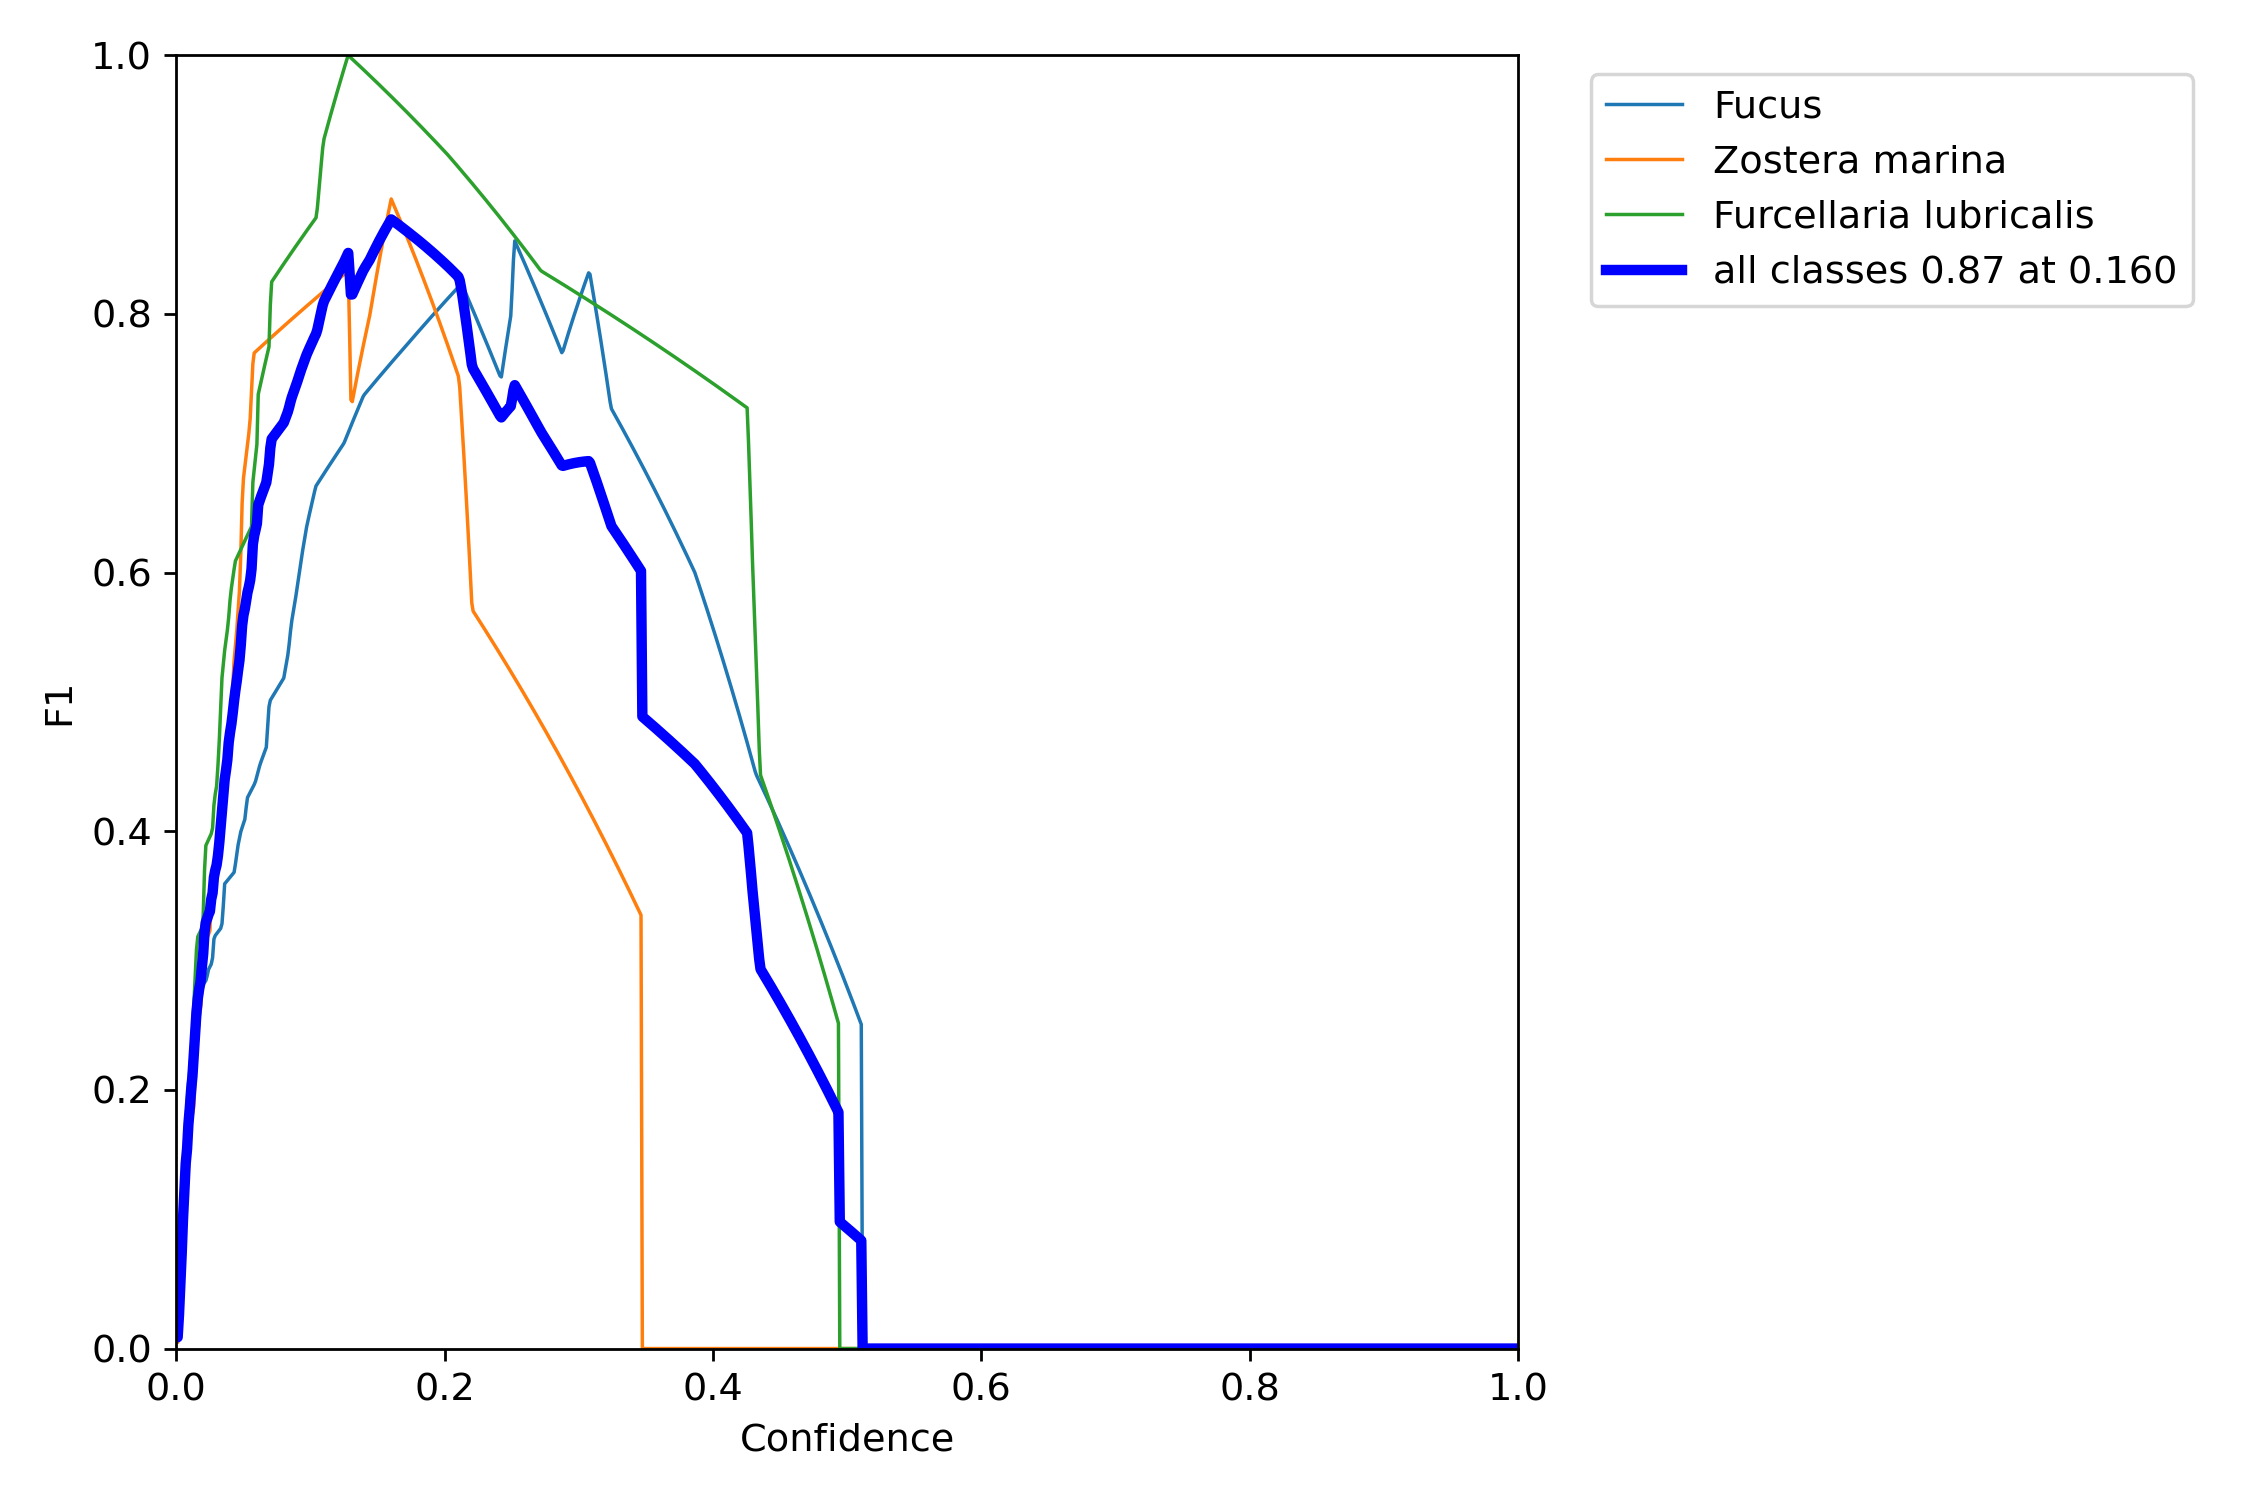 1.0
0.8
0.6
0.4
0.2
0.0
F1
0.0 0.2 0.4 0.6 0.8 1.0
Confidence
Fucus
Zostera marina
Furcellaria lubricalis
all classes 0.87 at 0.160